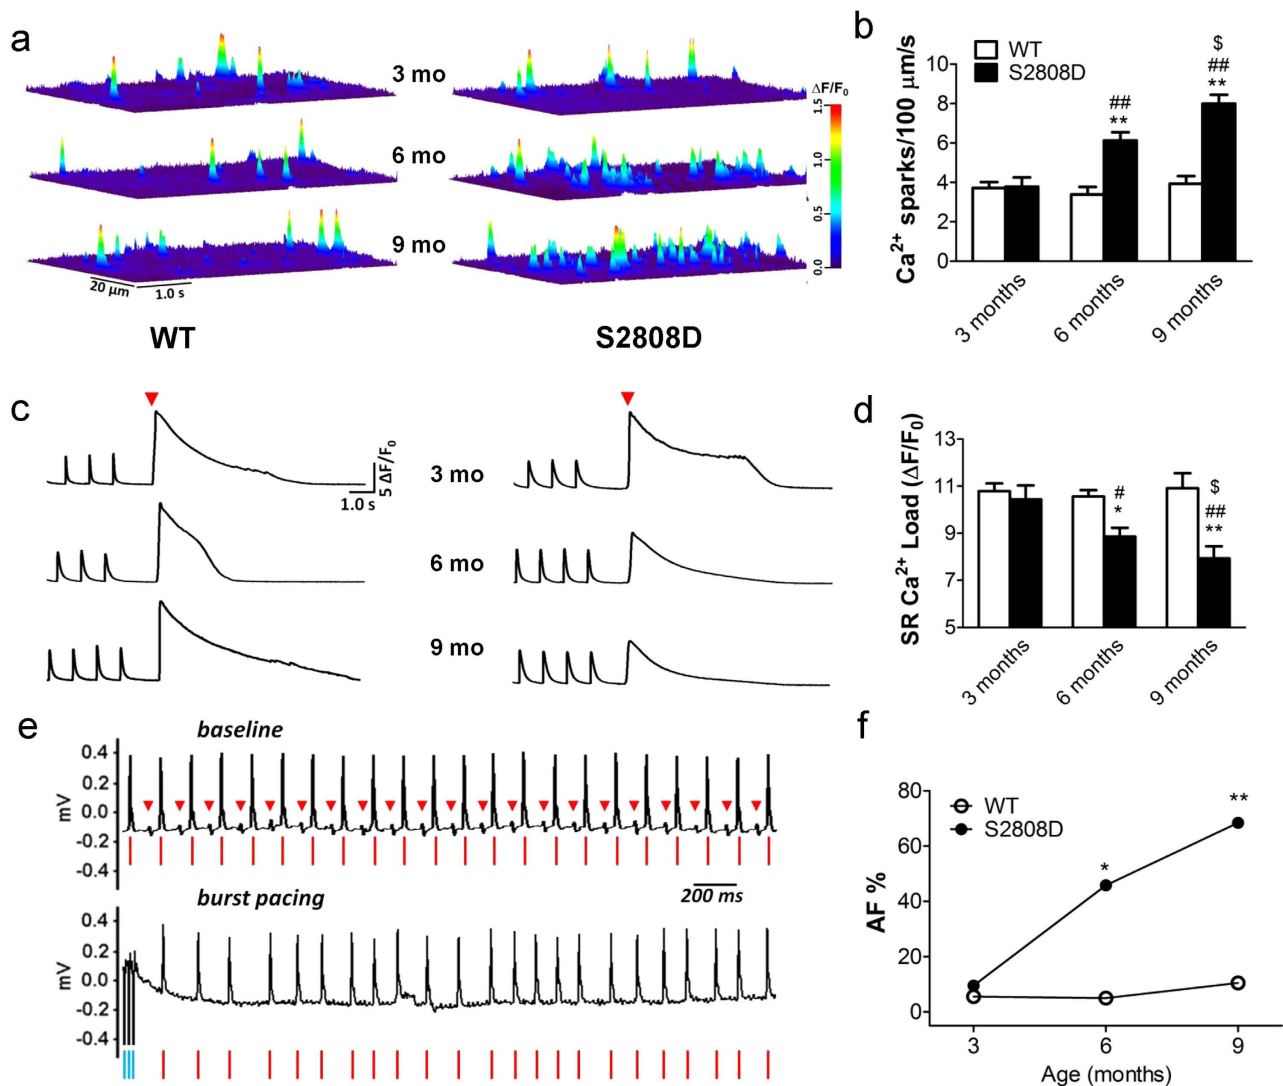 a
3 mo
6 mo
9 mo
ΔF/F0
1.5
1.0
0.5
0.0
20 μm
1.0 s
WT
S2808D
b
WT
S2808D
Ca2+ sparks/100 μm/s
10
8
6
4
2
0
##
**
$
##
**
3 months
6 months
9 months
c
5 ΔF/F0
1.0 s
3 mo
6 mo
9 mo
d
SR Ca2+ Load (ΔF/F0)
13
11
9
7
5
#
*
$
##
**
3 months
6 months
9 months
e
baseline
mV
0.4
0.2
0.0
-0.2
-0.4
200 ms
burst pacing
mV
0.4
0.2
0.0
-0.2
-0.4
f
WT
S2808D
AF %
80
60
40
20
0
*
**
3
6
9
Age (months)